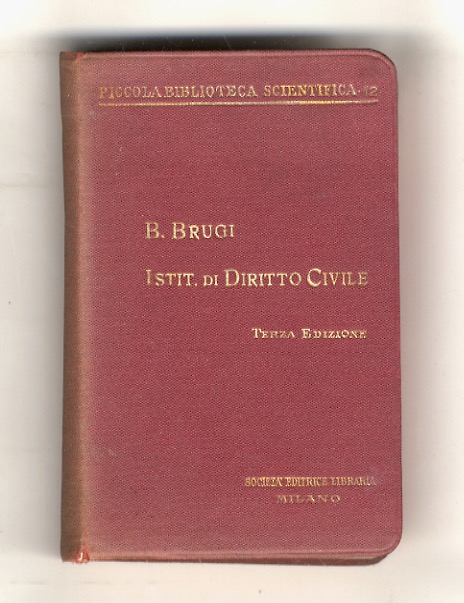 PICCOLA BIBLIOTECA SCIENTIFICA · 12
B. BRUGI
ISTIT. DI DIRITTO CIVILE
TERZA EDIZIONE
SOCIETA' EDITRICE LIBRARIA
MILANO